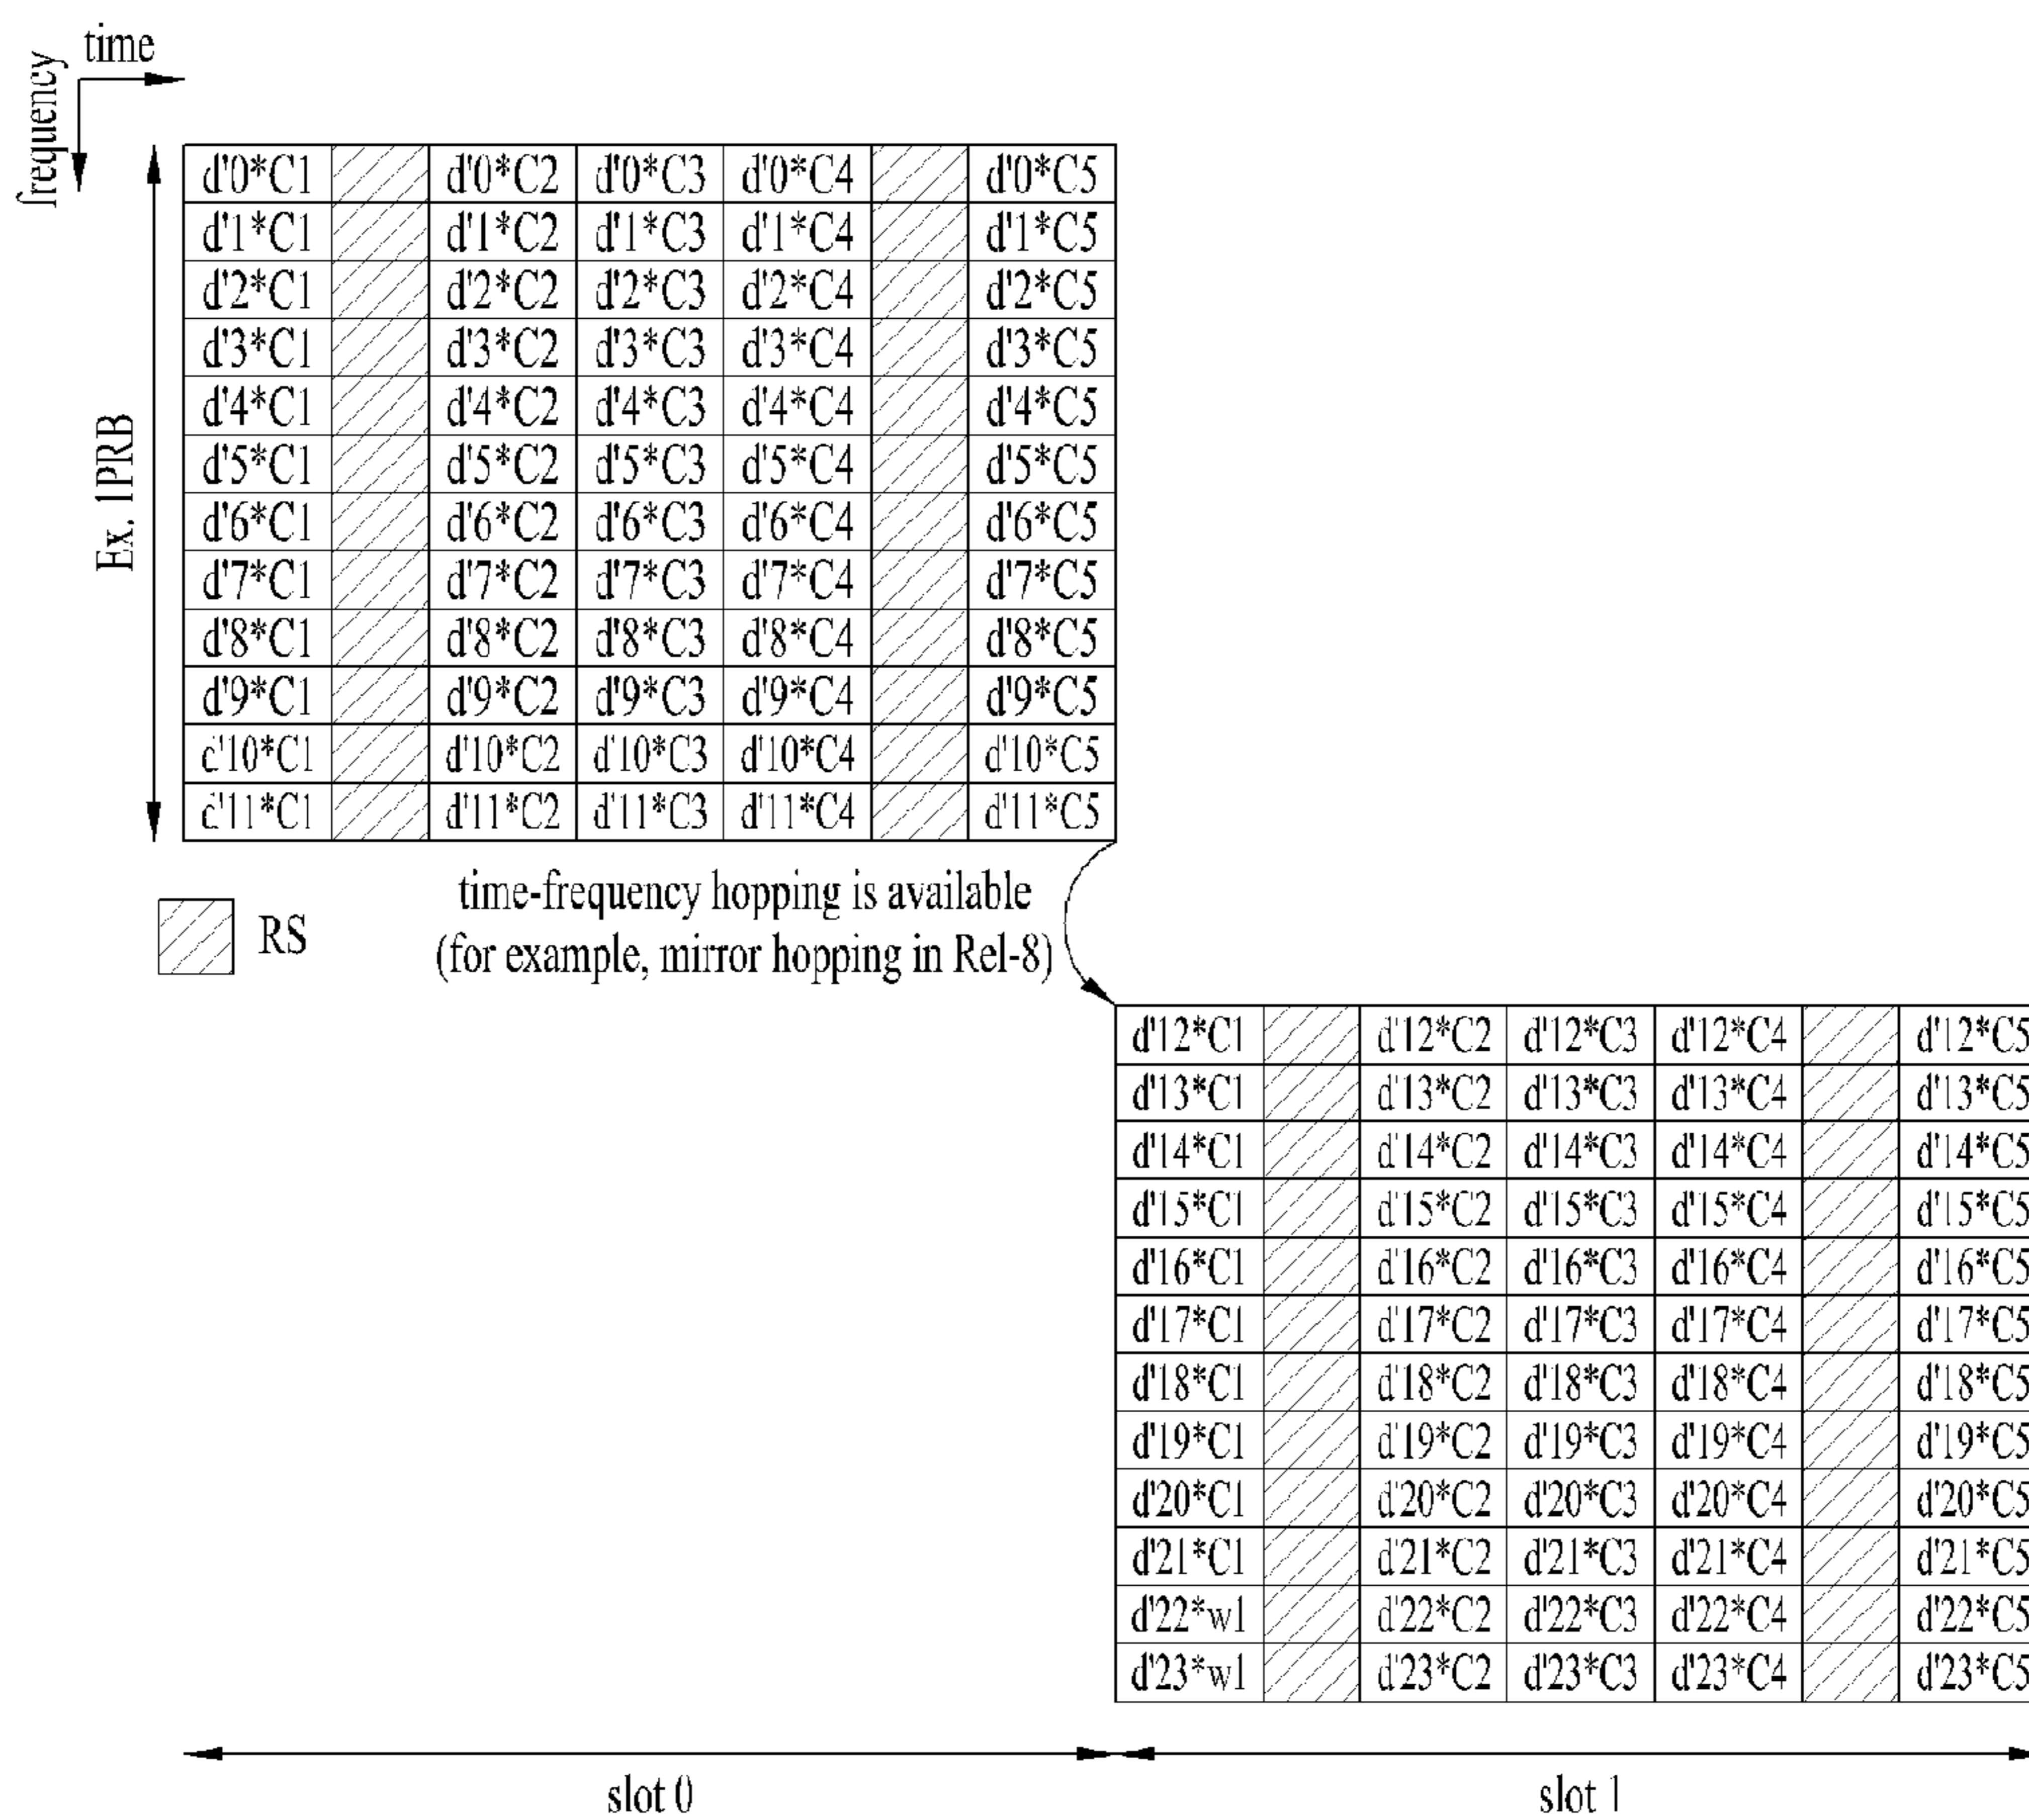 time
frequency
Ex. 1PRB
d'0*C1 d'0*C2 d'0*C3 d'0*C4 d'0*C5
d'1*C1 d'1*C2 d'1*C3 d'1*C4 d'1*C5
d'2*C1 d'2*C2 d'2*C3 d'2*C4 d'2*C5
d'3*C1 d'3*C2 d'3*C3 d'3*C4 d'3*C5
d'4*C1 d'4*C2 d'4*C3 d'4*C4 d'4*C5
d'5*C1 d'5*C2 d'5*C3 d'5*C4 d'5*C5
d'6*C1 d'6*C2 d'6*C3 d'6*C4 d'6*C5
d'7*C1 d'7*C2 d'7*C3 d'7*C4 d'7*C5
d'8*C1 d'8*C2 d'8*C3 d'8*C4 d'8*C5
d'9*C1 d'9*C2 d'9*C3 d'9*C4 d'9*C5
d'10*C1 d'10*C2 d'10*C3 d'10*C4 d'10*C5
d'11*C1 d'11*C2 d'11*C3 d'11*C4 d'11*C5
RS
time-frequency hopping is available
(for example, mirror hopping in Rel-8)
d'12*C1 d'12*C2 d'12*C3 d'12*C4 d'12*C5
d'13*C1 d'13*C2 d'13*C3 d'13*C4 d'13*C5
d'14*C1 d'14*C2 d'14*C3 d'14*C4 d'14*C5
d'15*C1 d'15*C2 d'15*C3 d'15*C4 d'15*C5
d'16*C1 d'16*C2 d'16*C3 d'16*C4 d'16*C5
d'17*C1 d'17*C2 d'17*C3 d'17*C4 d'17*C5
d'18*C1 d'18*C2 d'18*C3 d'18*C4 d'18*C5
d'19*C1 d'19*C2 d'19*C3 d'19*C4 d'19*C5
d'20*C1 d'20*C2 d'20*C3 d'20*C4 d'20*C5
d'21*C1 d'21*C2 d'21*C3 d'21*C4 d'21*C5
d'22*w1 d'22*C2 d'22*C3 d'22*C4 d'22*C5
d'23*w1 d'23*C2 d'23*C3 d'23*C4 d'23*C5
slot 0 slot 1